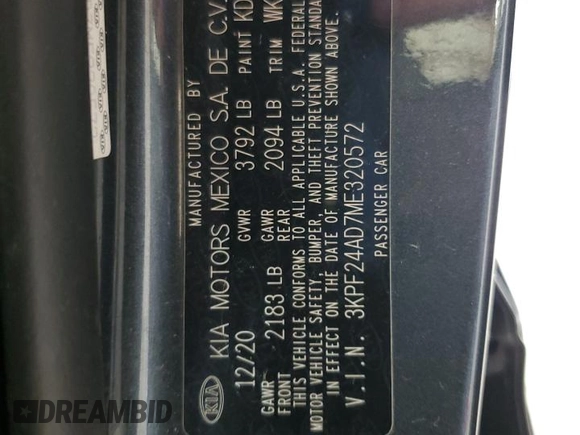 MANUFACTURED BY
KIA MOTORS MEXICO S.A. DE C.V.
12/20 GVWR 3792 LB PAINT KD
GAWR FRONT 2183 LB GAWR REAR 2094 LB TRIM WK
THIS VEHICLE CONFORMS TO ALL APPLICABLE U.S.A. FEDERAL
MOTOR VEHICLE SAFETY, BUMPER, AND THEFT PREVENTION STANDA
IN EFFECT ON THE DATE OF MANUFACTURE SHOWN ABOVE.
V.I.N. 3KPF24AD7ME320572
PASSENGER CAR
KIA
DREAMBID